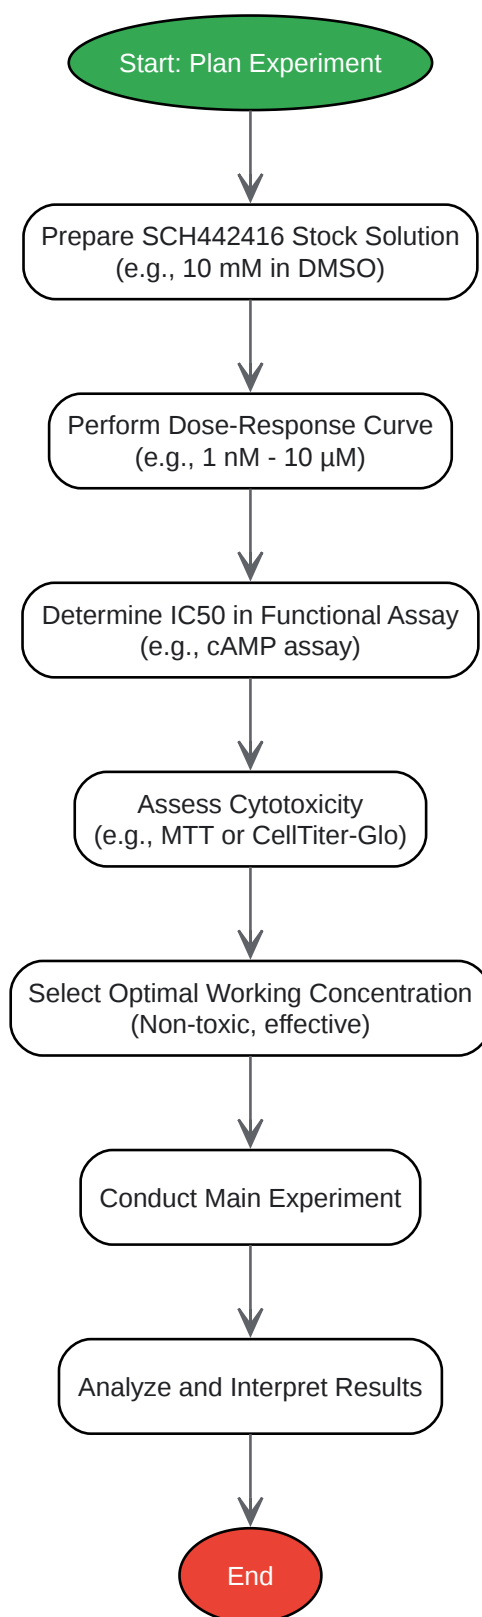 Start: Plan Experiment
Prepare SCH442416 Stock Solution
(e.g., 10 mM in DMSO)
Perform Dose-Response Curve
(e.g., 1 nM - 10 µM)
Determine IC50 in Functional Assay
(e.g., cAMP assay)
Assess Cytotoxicity
(e.g., MTT or CellTiter-Glo)
Select Optimal Working Concentration
(Non-toxic, effective)
Conduct Main Experiment
Analyze and Interpret Results
End